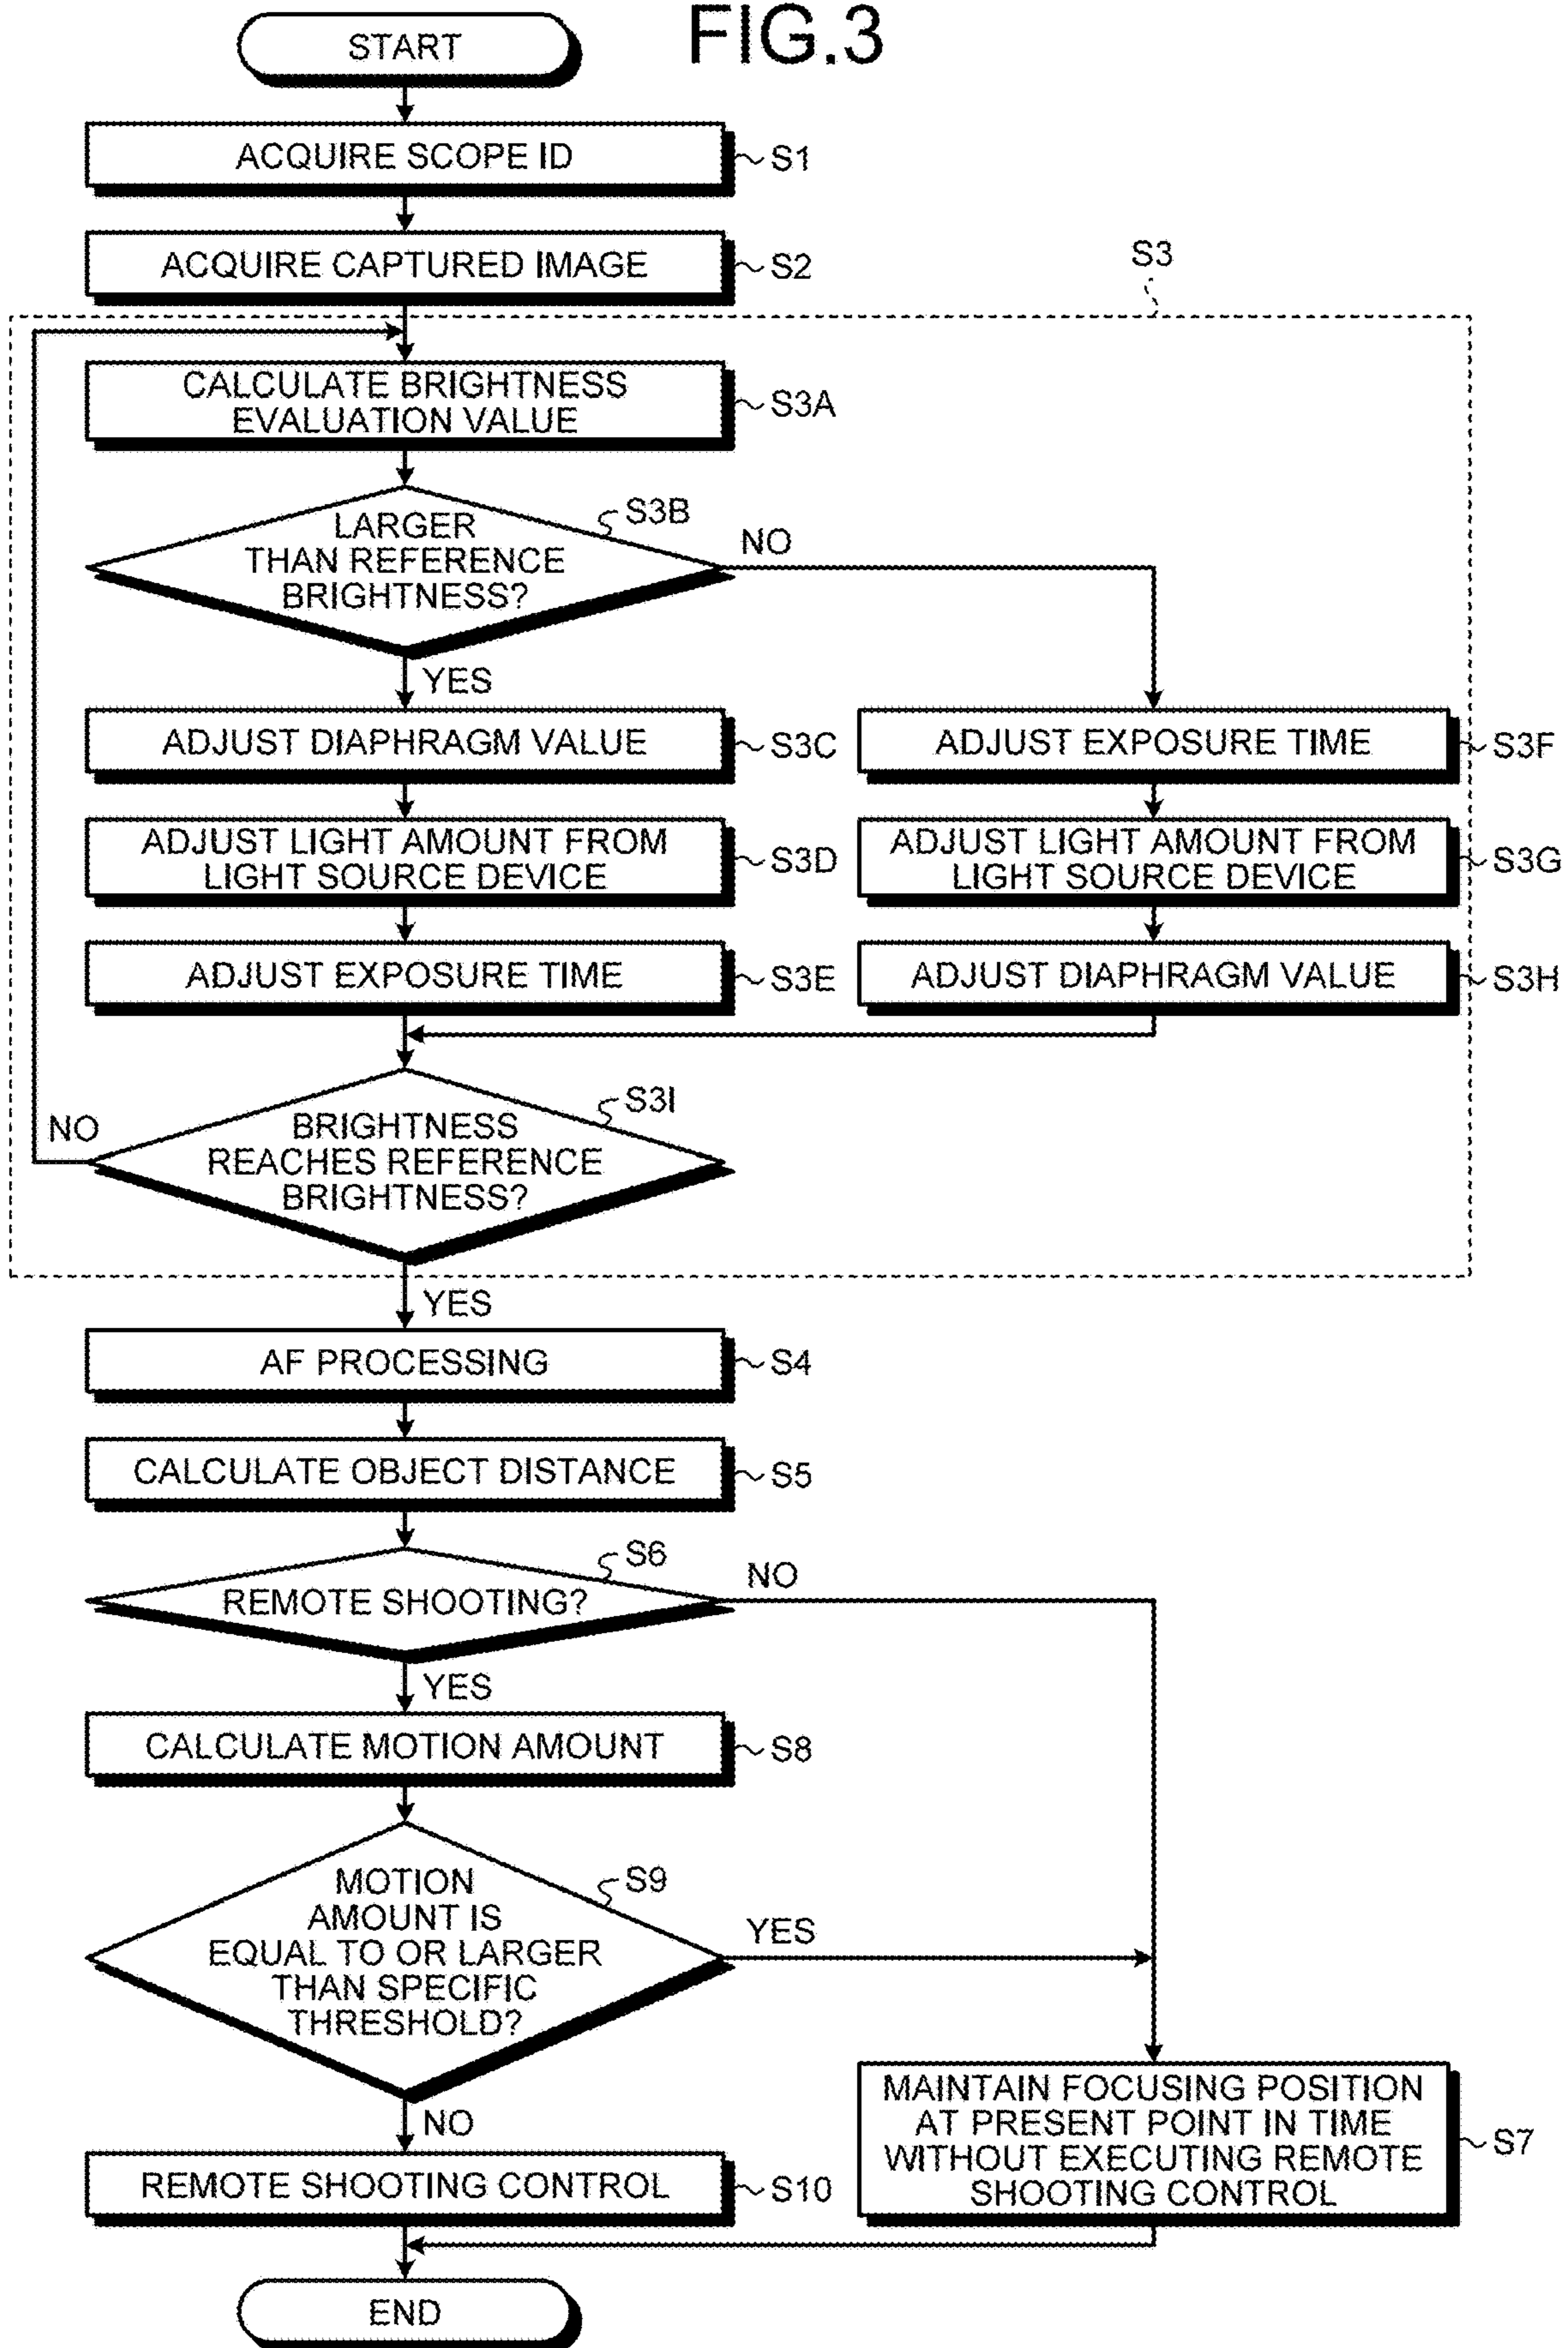 FIG.3
START
ACQUIRE SCOPE ID
S1
ACQUIRE CAPTURED IMAGE
S2
S3
CALCULATE BRIGHTNESS
EVALUATION VALUE
S3A
LARGER
THAN REFERENCE
BRIGHTNESS?
S3B
NO
YES
ADJUST DIAPHRAGM VALUE
S3C
ADJUST EXPOSURE TIME
S3F
ADJUST LIGHT AMOUNT FROM
LIGHT SOURCE DEVICE
S3D
ADJUST LIGHT AMOUNT FROM
LIGHT SOURCE DEVICE
S3G
ADJUST EXPOSURE TIME
S3E
ADJUST DIAPHRAGM VALUE
S3H
BRIGHTNESS
REACHES REFERENCE
BRIGHTNESS?
S3I
NO
YES
AF PROCESSING
S4
CALCULATE OBJECT DISTANCE
S5
REMOTE SHOOTING?
S6
NO
YES
CALCULATE MOTION AMOUNT
S8
MOTION
AMOUNT IS
EQUAL TO OR LARGER
THAN SPECIFIC
THRESHOLD?
S9
YES
NO
MAINTAIN FOCUSING POSITION
AT PRESENT POINT IN TIME
WITHOUT EXECUTING REMOTE
SHOOTING CONTROL
S7
REMOTE SHOOTING CONTROL
S10
END